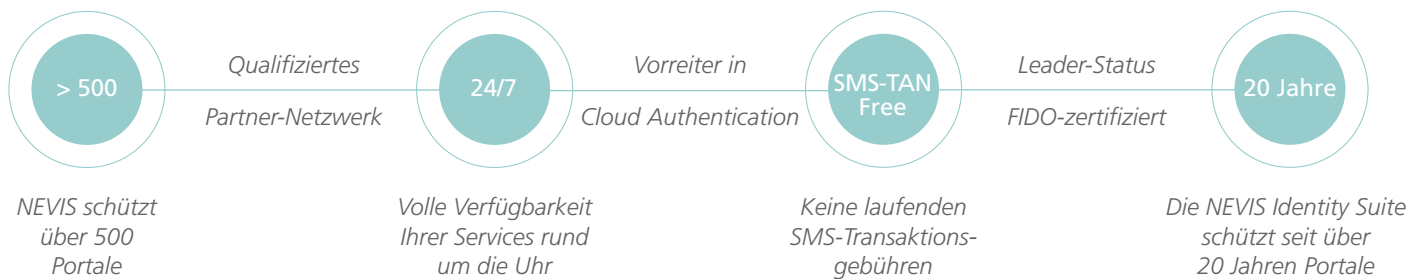 > 500
Qualifiziertes
Partner-Netzwerk
24/7
Vorreiter in
Cloud Authentication
SMS-TAN
Free
Leader-Status
FIDO-zertifiziert
20 Jahre
NEVIS schützt
über 500
Portale
Volle Verfügbarkeit
Ihrer Services rund
um die Uhr
Keine laufenden
SMS-Transaktions-
gebühren
Die NEVIS Identity Suite
schützt seit über
20 Jahren Portale